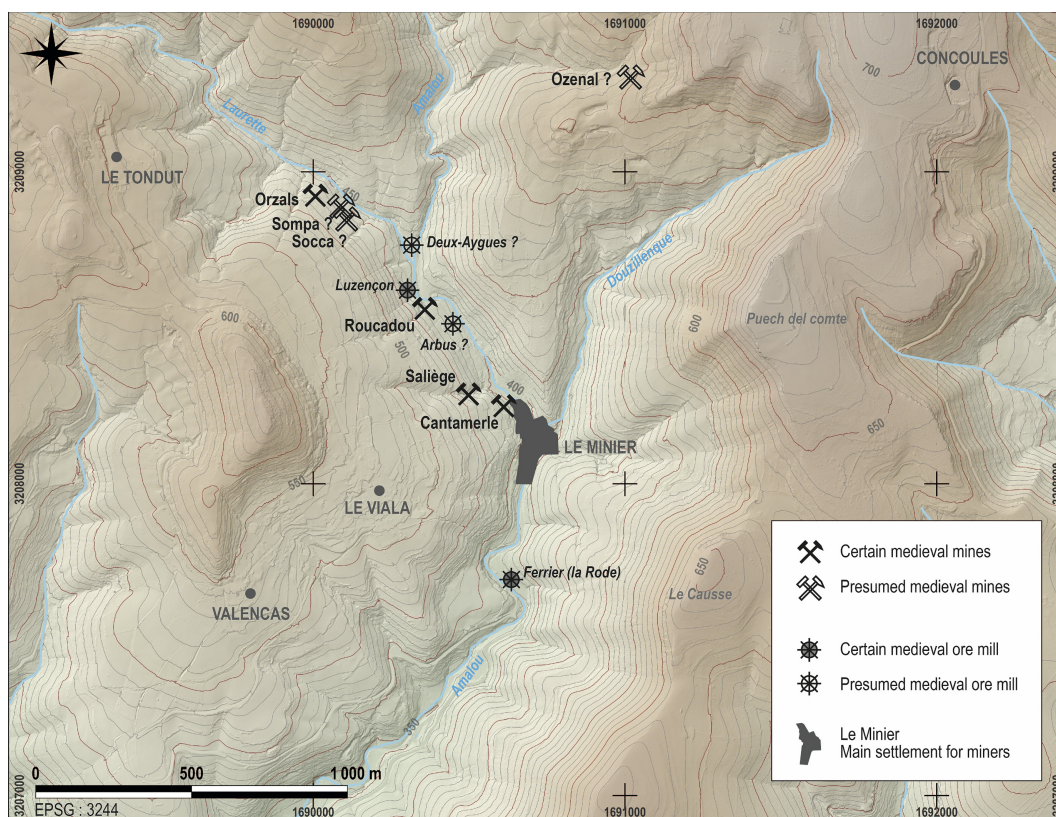 1690000
1691000
1692000
CONCOULES
700
Ozenal ?
Amalou
Laurette
3209000
LE TONDUT
450
Orzals
Sompa ?
Socca ?
Deux-Aygues ?
Douzillenque
Luzençon
Roucadou
Arbus ?
600
500
600
Puech del comte
Saliège
400
Cantamerle
LE MINIER
650
3208000
550
LE VIALA
Ferrier (la Rode)
650
Le Causse
VALENCAS
Amalou
350
Certain medieval mines
Presumed medieval mines
Certain medieval ore mill
Presumed medieval ore mill
Le Minier
Main settlement for miners
0 500 1 000 m
EPSG : 3244
3207000
1690000
1691000
1692000